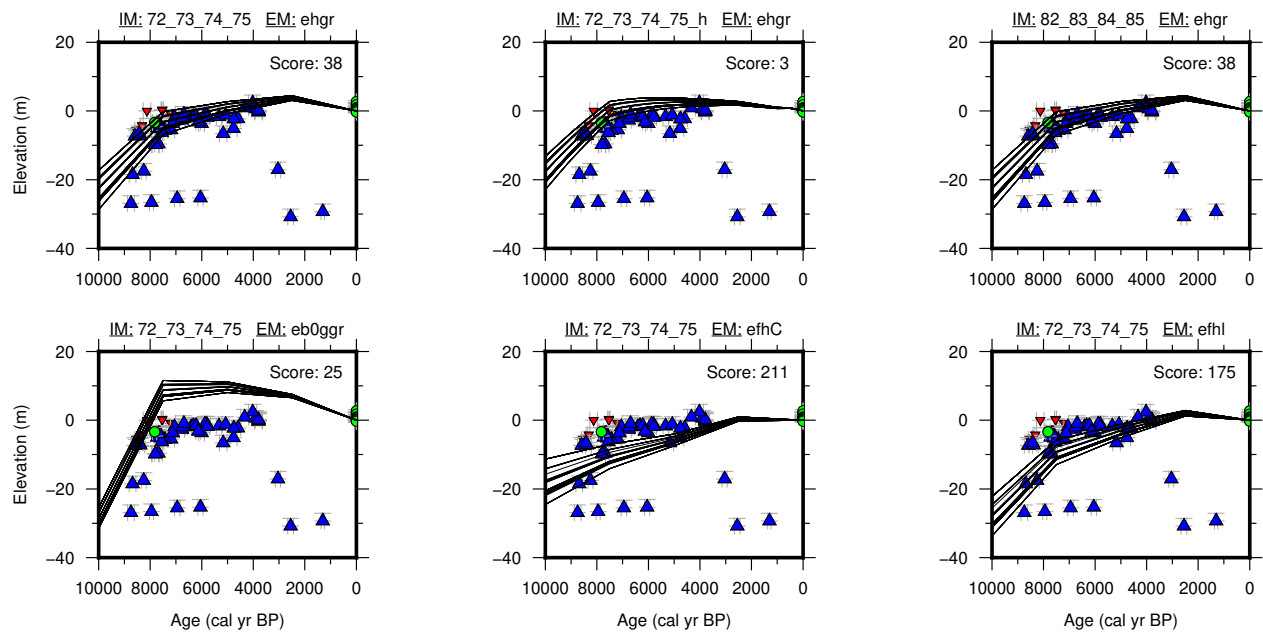 IM: 72_73_74_75 EM: ehgr
IM: 72_73_74_75_h EM: ehgr
IM: 82_83_84_85 EM: ehgr
20
0
−20
−40
Elevation (m)
Score: 38
10000 8000 6000 4000 2000 0
20
0
−20
−40
Score: 3
10000 8000 6000 4000 2000 0
20
0
−20
−40
Score: 38
10000 8000 6000 4000 2000 0
IM: 72_73_74_75 EM: eb0ggr
IM: 72_73_74_75 EM: efhC
IM: 72_73_74_75 EM: efhl
20
0
−20
−40
Elevation (m)
Score: 25
10000 8000 6000 4000 2000 0
Age (cal yr BP)
20
0
−20
−40
Score: 211
10000 8000 6000 4000 2000 0
Age (cal yr BP)
20
0
−20
−40
Score: 175
10000 8000 6000 4000 2000 0
Age (cal yr BP)